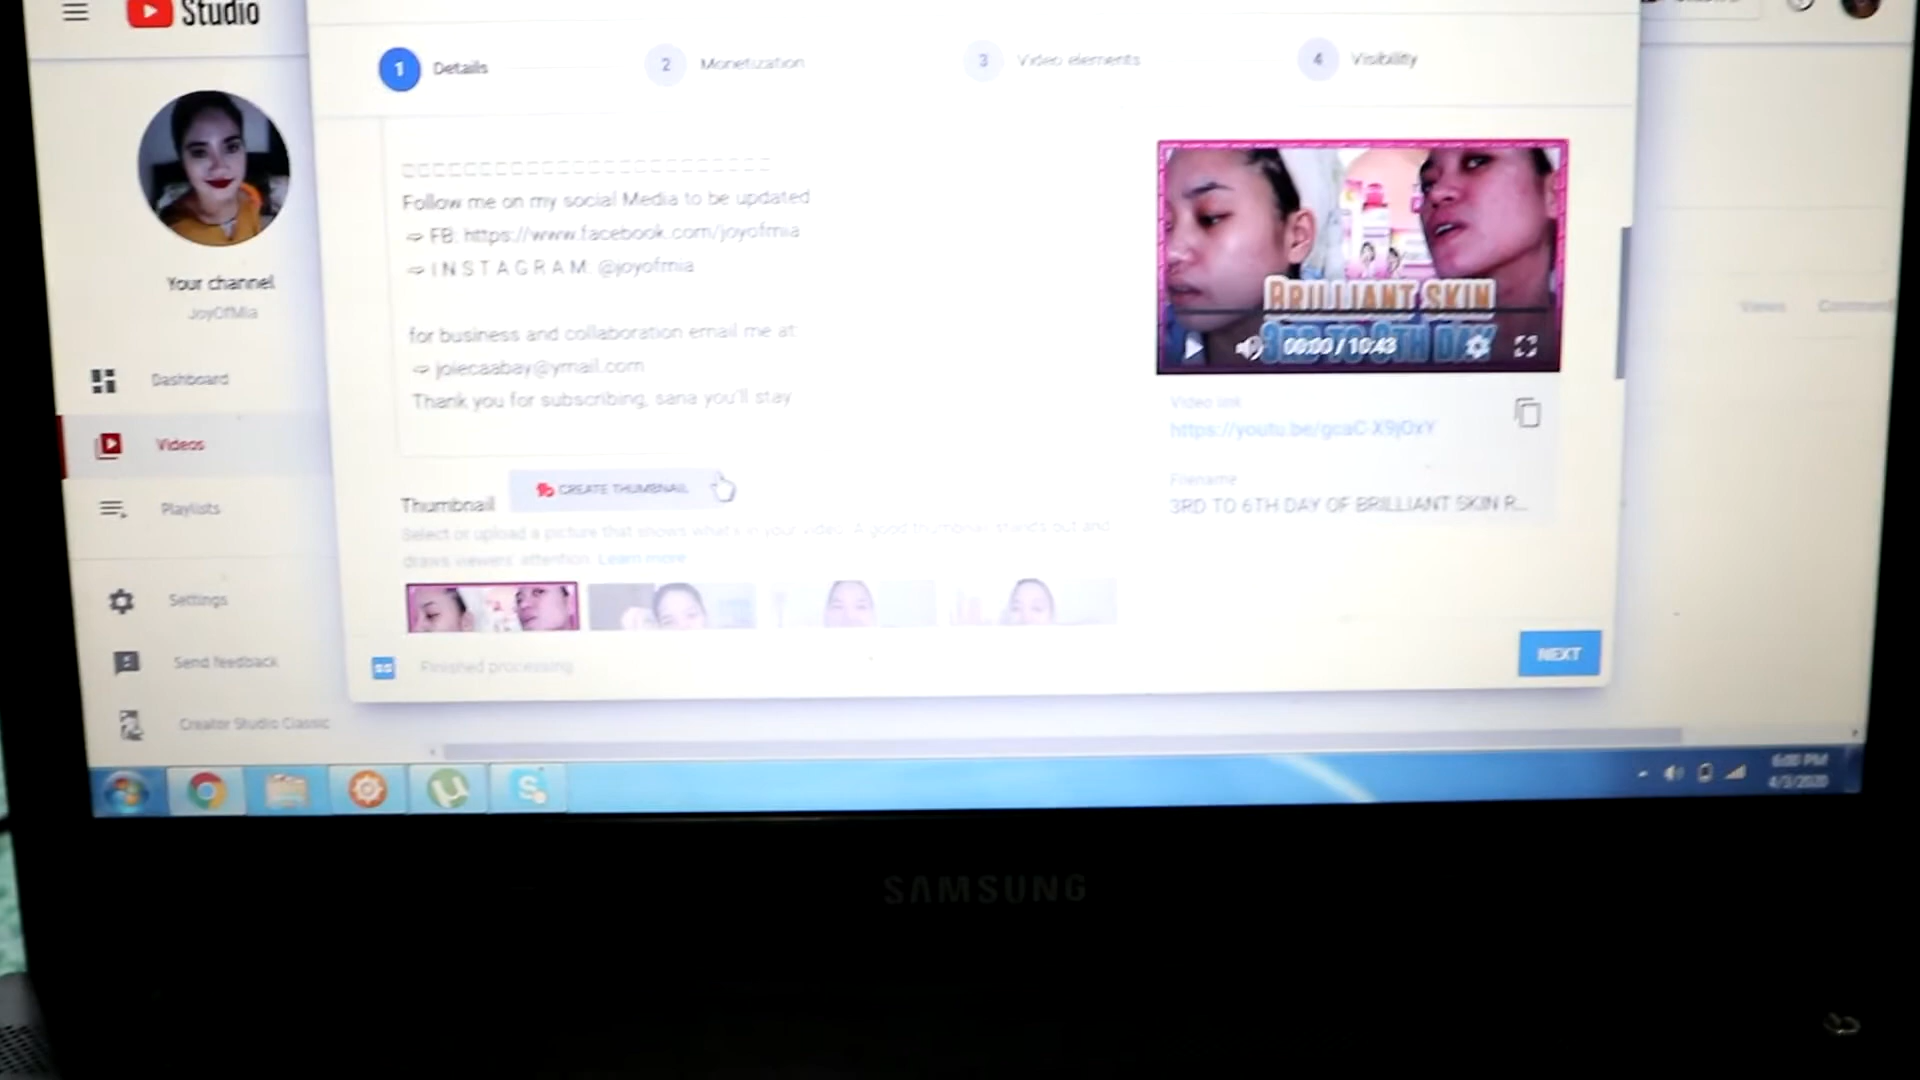 Studio
1 Details
2 Monetization
3 Video elements
4 Visibility
Your channel
JoyOfMia
Dashboard
Videos
Playlists
Settings
Send feedback
Creator Studio Classic
Follow me on my social Media to be updated
⇨ FB: https://www.facebook.com/joyofmia
⇨ I N S T A G R A M: @joyofmia
for business and collaboration email me at:
⇨ joiecaabay@ymail.com
Thank you for subscribing, sana you'll stay
Thumbnail
CREATE THUMBNAIL
Select or upload a picture that shows what's in your video. A good thumbnail stands out and
draws viewers' attention. Learn more
Finished processing
BRILLIANT SKIN
3RD TO 6TH DAY
00:00 / 10:43
Video link
https://youtu.be/gcaC-X9jOxY
Filename
3RD TO 6TH DAY OF BRILLIANT SKIN R...
NEXT
Views
Comment
6:00 PM
4/3/2020
SAMSUNG